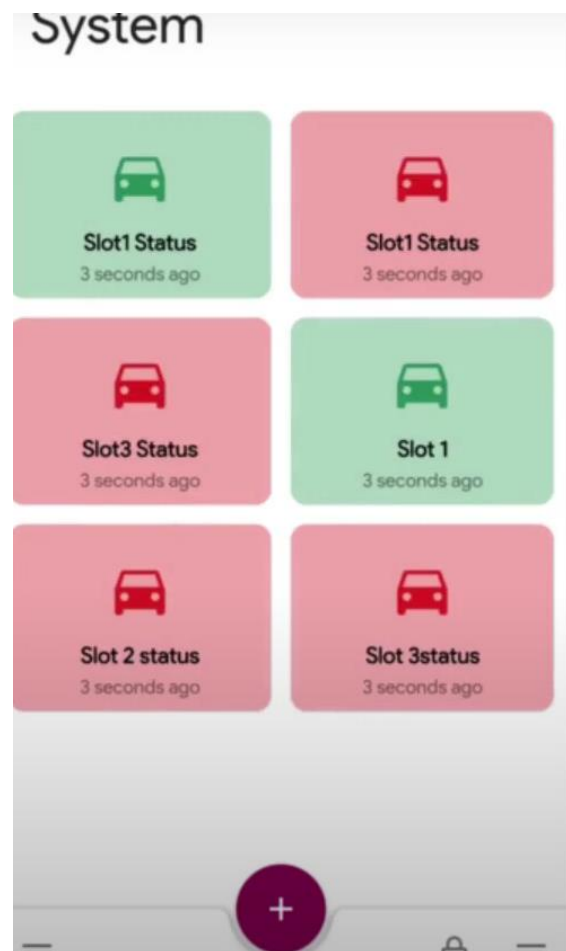 System
Slot1 Status
3 seconds ago
Slot1 Status
3 seconds ago
Slot3 Status
3 seconds ago
Slot 1
3 seconds ago
Slot 2 status
3 seconds ago
Slot 3status
3 seconds ago
+